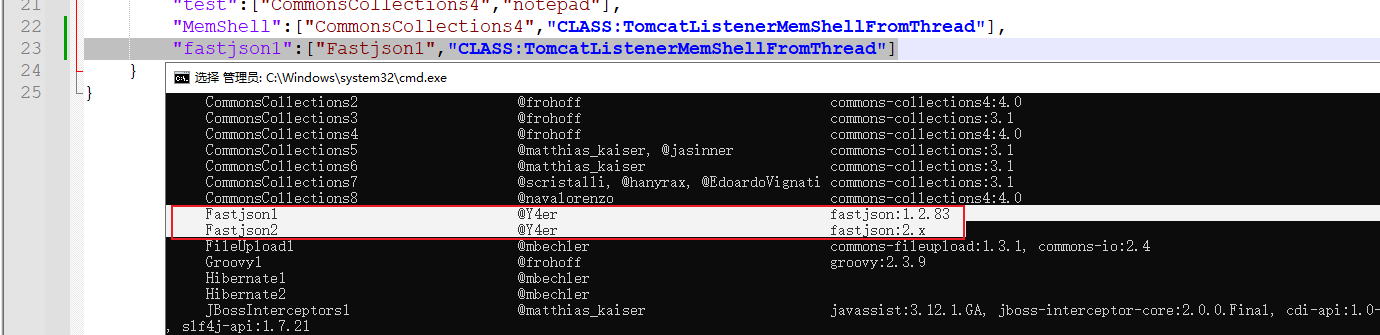 21 "test":["CommonsCollections4","notepad"],
22 "MemShell":["CommonsCollections4","CLASS:TomcatListenerMemShellFromThread"],
23 "fastjson1":["Fastjson1","CLASS:TomcatListenerMemShellFromThread"]
24 }
25 }
选择 管理员: C:\Windows\system32\cmd.exe
CommonsCollections2 @frohoff commons-collections4:4.0
CommonsCollections3 @frohoff commons-collections:3.1
CommonsCollections4 @frohoff commons-collections4:4.0
CommonsCollections5 @matthias_kaiser, @jasinner commons-collections:3.1
CommonsCollections6 @matthias_kaiser commons-collections:3.1
CommonsCollections7 @scristalli, @hanyrax, @EdoardoVignati commons-collections:3.1
CommonsCollections8 @navalorenzo commons-collections4:4.0
Fastjson1 @Y4er fastjson:1.2.83
Fastjson2 @Y4er fastjson:2.x
FileUpload1 @mbechler commons-fileupload:1.3.1, commons-io:2.4
Groovy1 @frohoff groovy:2.3.9
Hibernate1 @mbechler
Hibernate2 @mbechler
JBossInterceptors1 @matthias_kaiser javassist:3.12.1.GA, jboss-interceptor-core:2.0.0.Final, cdi-api:1.0-
, slf4j-api:1.7.21